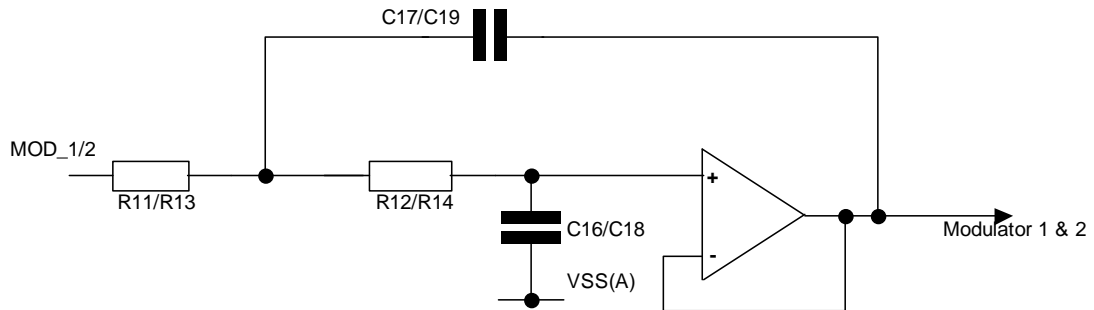 C17/C19
MOD_1/2
R11/R13
R12/R14
+
C16/C18
Modulator 1 & 2
-
VSS(A)